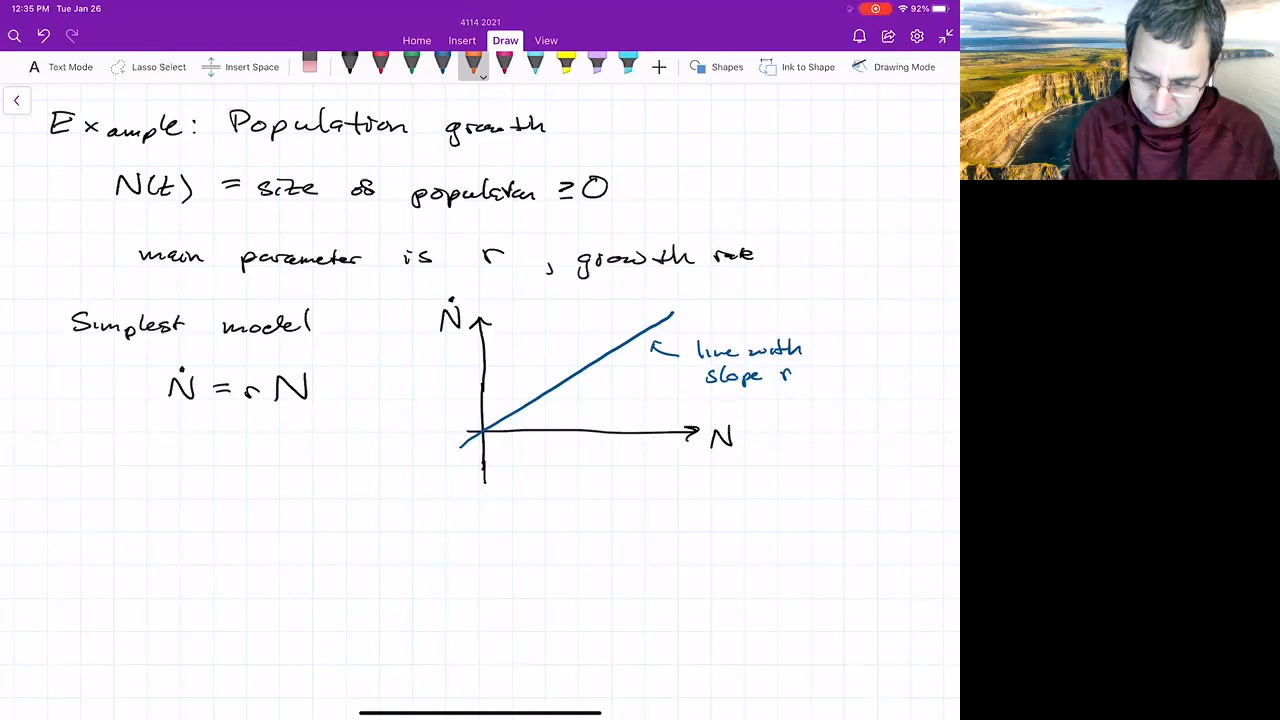 12:35 PM Tue Jan 26
92%
4114 2021
Home Insert Draw View
Text Mode Lasso Select Insert Space Shapes Ink to Shape Drawing Mode
Example: Population growth
N(t) = size of population ≥ 0
main parameter is r, growth rate
Simplest model
Ṅ = r N
Ṅ
line with
slope r
N